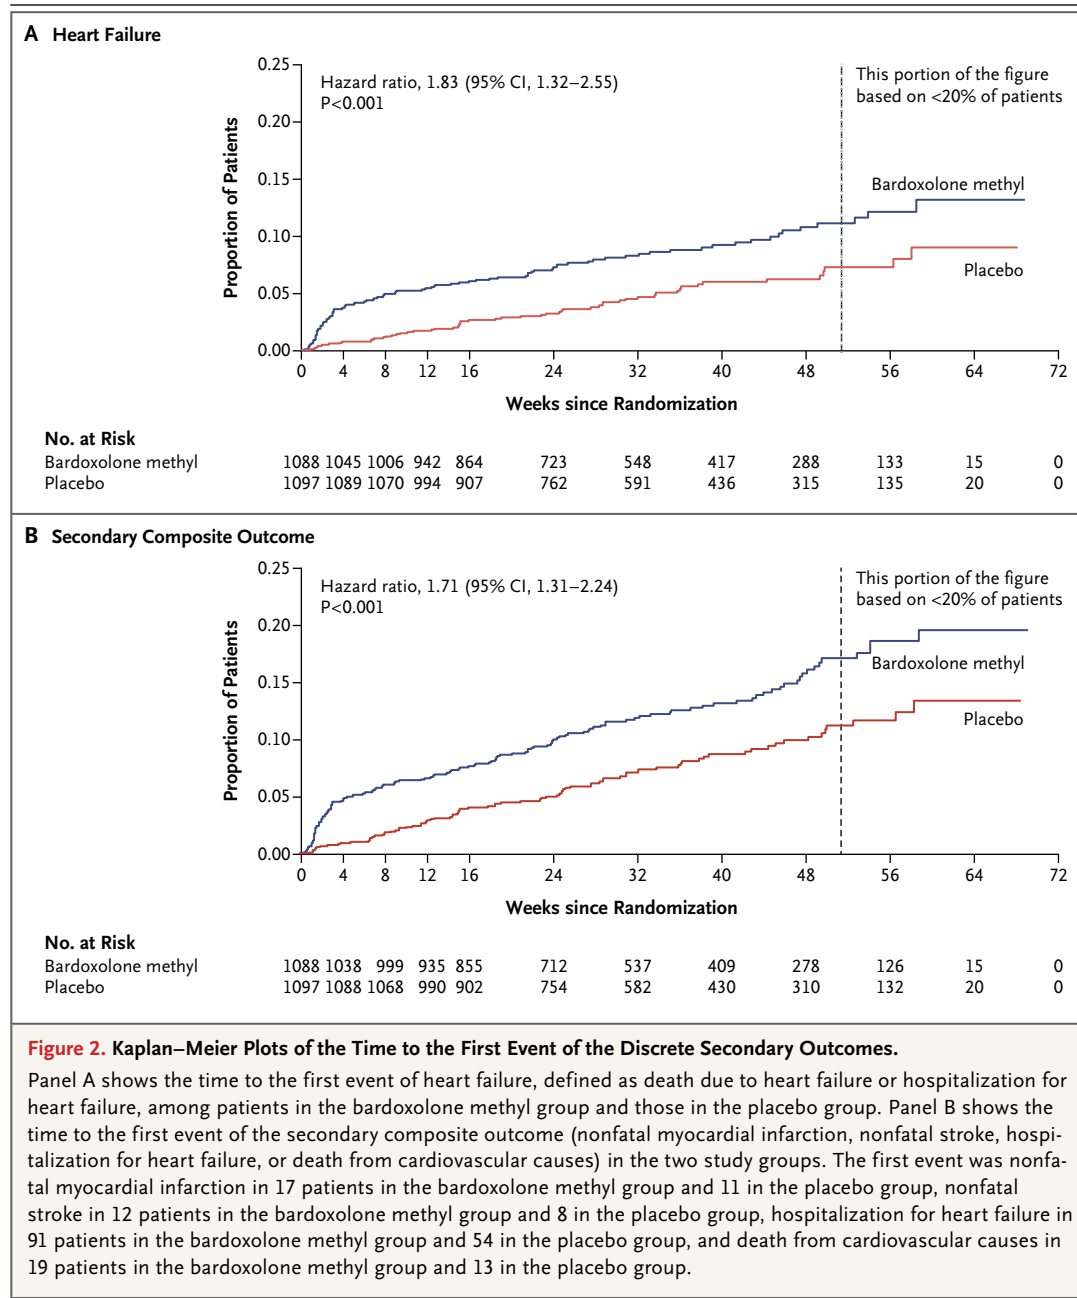 A Heart Failure
0.25
0.20
0.15
0.10
0.05
0.00
Proportion of Patients
Hazard ratio, 1.83 (95% CI, 1.32–2.55)
P<0.001
This portion of the figure
based on <20% of patients
Bardoxolone methyl
Placebo
0 4 8 12 16 24 32 40 48 56 64 72
Weeks since Randomization
No. at Risk
Bardoxolone methyl 1088 1045 1006 942 864 723 548 417 288 133 15 0
Placebo 1097 1089 1070 994 907 762 591 436 315 135 20 0
B Secondary Composite Outcome
0.25
0.20
0.15
0.10
0.05
0.00
Proportion of Patients
Hazard ratio, 1.71 (95% CI, 1.31–2.24)
P<0.001
This portion of the figure
based on <20% of patients
Bardoxolone methyl
Placebo
0 4 8 12 16 24 32 40 48 56 64 72
Weeks since Randomization
No. at Risk
Bardoxolone methyl 1088 1038 999 935 855 712 537 409 278 126 15 0
Placebo 1097 1088 1068 990 902 754 582 430 310 132 20 0
Figure 2. Kaplan–Meier Plots of the Time to the First Event of the Discrete Secondary Outcomes.
Panel A shows the time to the first event of heart failure, defined as death due to heart failure or hospitalization for
heart failure, among patients in the bardoxolone methyl group and those in the placebo group. Panel B shows the
time to the first event of the secondary composite outcome (nonfatal myocardial infarction, nonfatal stroke, hospi-
talization for heart failure, or death from cardiovascular causes) in the two study groups. The first event was nonfa-
tal myocardial infarction in 17 patients in the bardoxolone methyl group and 11 in the placebo group, nonfatal
stroke in 12 patients in the bardoxolone methyl group and 8 in the placebo group, hospitalization for heart failure in
91 patients in the bardoxolone methyl group and 54 in the placebo group, and death from cardiovascular causes in
19 patients in the bardoxolone methyl group and 13 in the placebo group.